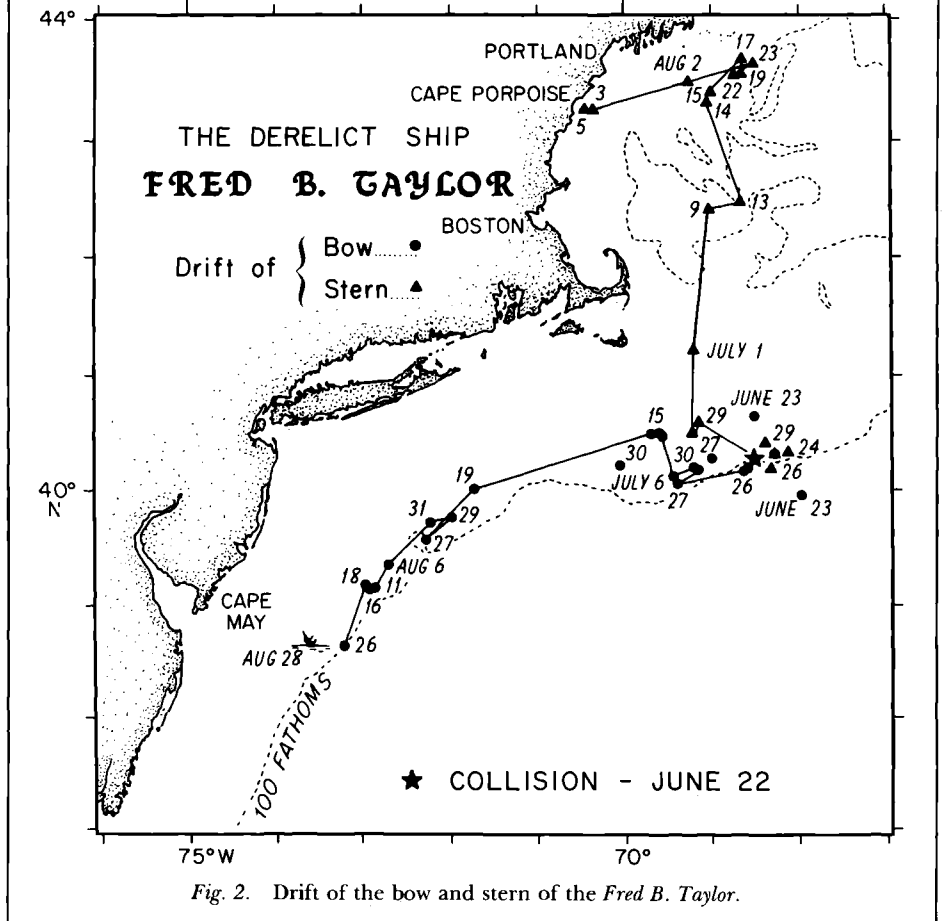 44°
PORTLAND
17
23
AUG 2
19
22
15
14
CAPE PORPOISE
3
5
THE DERELICT SHIP
FRED B. TAYLOR
9
13
BOSTON
Drift of { Bow......●
Stern.....▲
JULY 1
JUNE 23
29
15
29
27
24
30
30
26
JULY 6
26
27
JUNE 23
19
40°
N
31
29
27
AUG 6
18
11
16
CAPE
MAY
26
AUG 28
100 FATHOMS
★ COLLISION - JUNE 22
75°W
70°
Fig. 2. Drift of the bow and stern of the Fred B. Taylor.